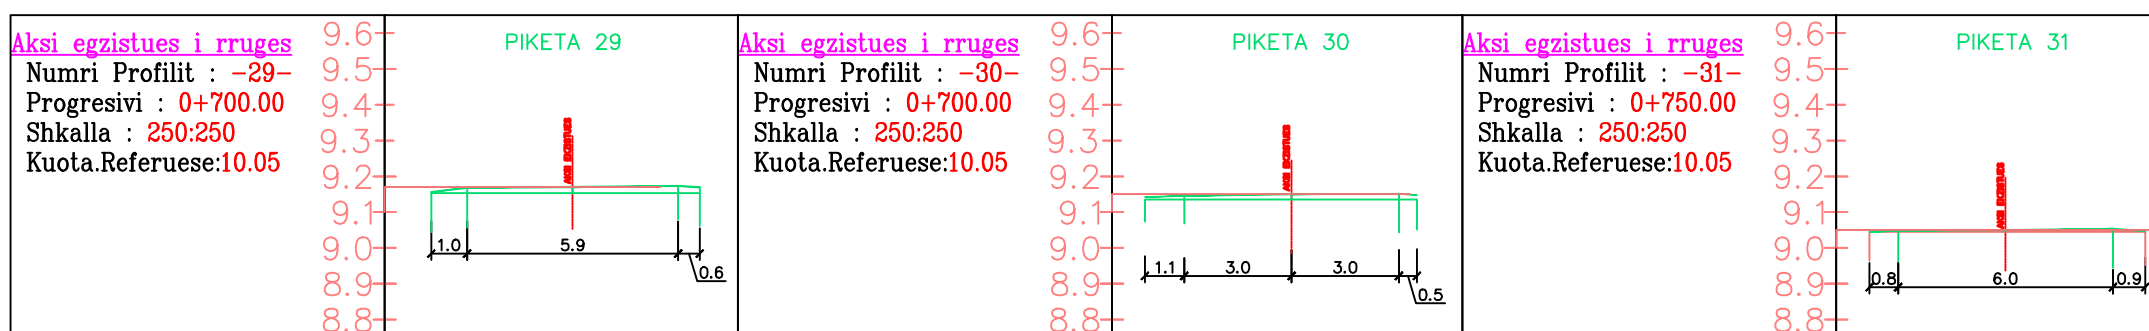 Aksi egzistues i rruges
Numri Profilit : -29-
Progresivi : 0+700.00
Shkalla : 250:250
Kuota.Referuese:10.05
9.6
9.5
9.4
9.3
9.2
9.1
9.0
8.9
8.8
PIKETA 29
AKSI EKZISTUES
1.0
5.9
0.6
Aksi egzistues i rruges
Numri Profilit : -30-
Progresivi : 0+700.00
Shkalla : 250:250
Kuota.Referuese:10.05
9.6
9.5
9.4
9.3
9.2
9.1
9.0
8.9
8.8
PIKETA 30
AKSI EKZISTUES
1.1
3.0
3.0
0.5
Aksi egzistues i rruges
Numri Profilit : -31-
Progresivi : 0+750.00
Shkalla : 250:250
Kuota.Referuese:10.05
9.6
9.5
9.4
9.3
9.2
9.1
9.0
8.9
8.8
PIKETA 31
AKSI EKZISTUES
0.8
6.0
0.9